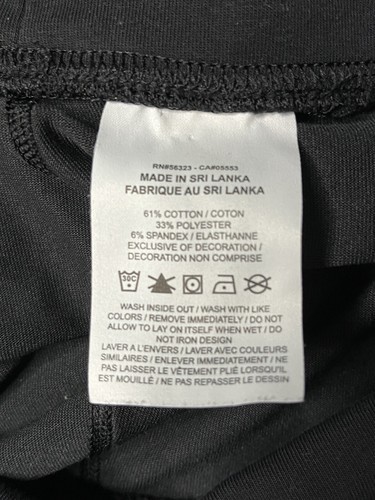 RN#56323 - CA#05553
MADE IN SRI LANKA
FABRIQUE AU SRI LANKA
61% COTTON / COTON
33% POLYESTER
6% SPANDEX / ELASTHANNE
EXCLUSIVE OF DECORATION /
DECORATION NON COMPRISE
30C
WASH INSIDE OUT / WASH WITH LIKE
COLORS / REMOVE IMMEDIATELY / DO NOT
ALLOW TO LAY ON ITSELF WHEN WET / DO
NOT IRON DESIGN
LAVER A L'ENVERS / LAVER AVEC COULEURS
SIMILAIRES / ENLEVER IMMEDIATEMENT / NE
PAS LAISSER LE VÊTEMENT PLIÉ LORSQU'IL
EST MOUILLÉ / NE PAS REPASSER LE DESSIN